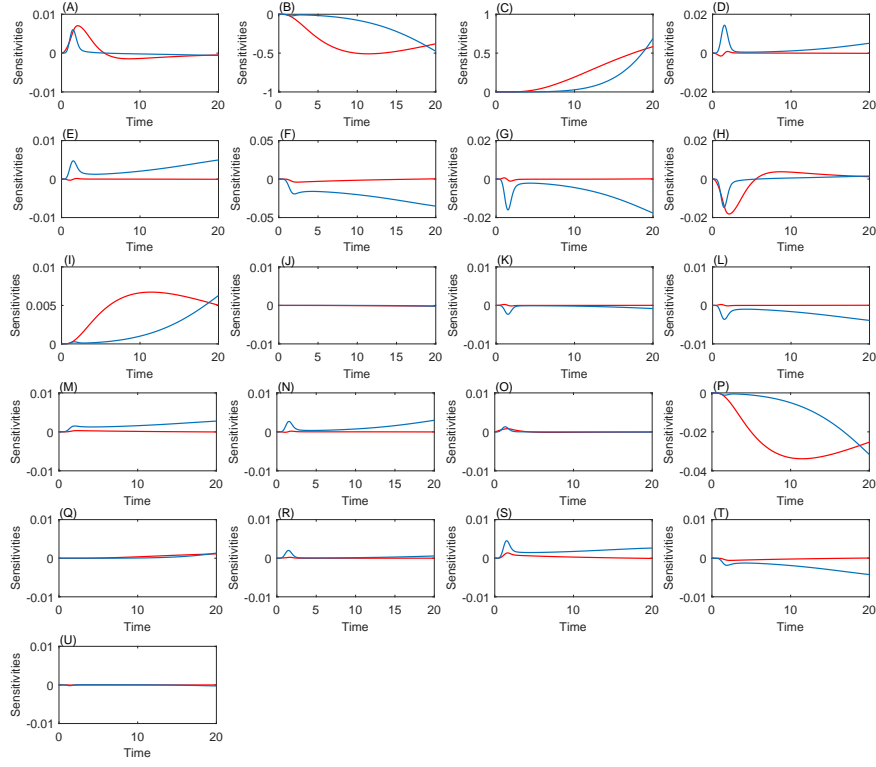 (A) (B) (C) (D)
Sensitivities 0.01 0 -0.01 0 10 20 Time
Sensitivities 0 -0.5 -1 0 5 10 15 20 Time
Sensitivities 1 0.5 0 0 10 20 Time
Sensitivities 0.02 0 -0.02 0 10 20 Time
(E) (F) (G) (H)
Sensitivities 0.01 0 -0.01 0 10 20 Time
Sensitivities 0.05 0 -0.05 0 5 10 15 20 Time
Sensitivities 0.02 0 -0.02 0 10 20 Time
Sensitivities 0.02 0 -0.02 0 10 20 Time
(I) (J) (K) (L)
Sensitivities 0.01 0.005 0 0 10 20 Time
Sensitivities 0.01 0 -0.01 0 5 10 15 20 Time
Sensitivities 0.01 0 -0.01 0 10 20 Time
Sensitivities 0.01 0 -0.01 0 10 20 Time
(M) (N) (O) (P)
Sensitivities 0.01 0 -0.01 0 10 20 Time
Sensitivities 0.01 0 -0.01 0 5 10 15 20 Time
Sensitivities 0.01 0 -0.01 0 10 20 Time
Sensitivities 0 -0.02 -0.04 0 10 20 Time
(Q) (R) (S) (T)
Sensitivities 0.01 0 -0.01 0 10 20 Time
Sensitivities 0.01 0 -0.01 0 5 10 15 20 Time
Sensitivities 0.01 0 -0.01 0 10 20 Time
Sensitivities 0.01 0 -0.01 0 10 20 Time
(U)
Sensitivities 0.01 0 -0.01 0 10 20 Time